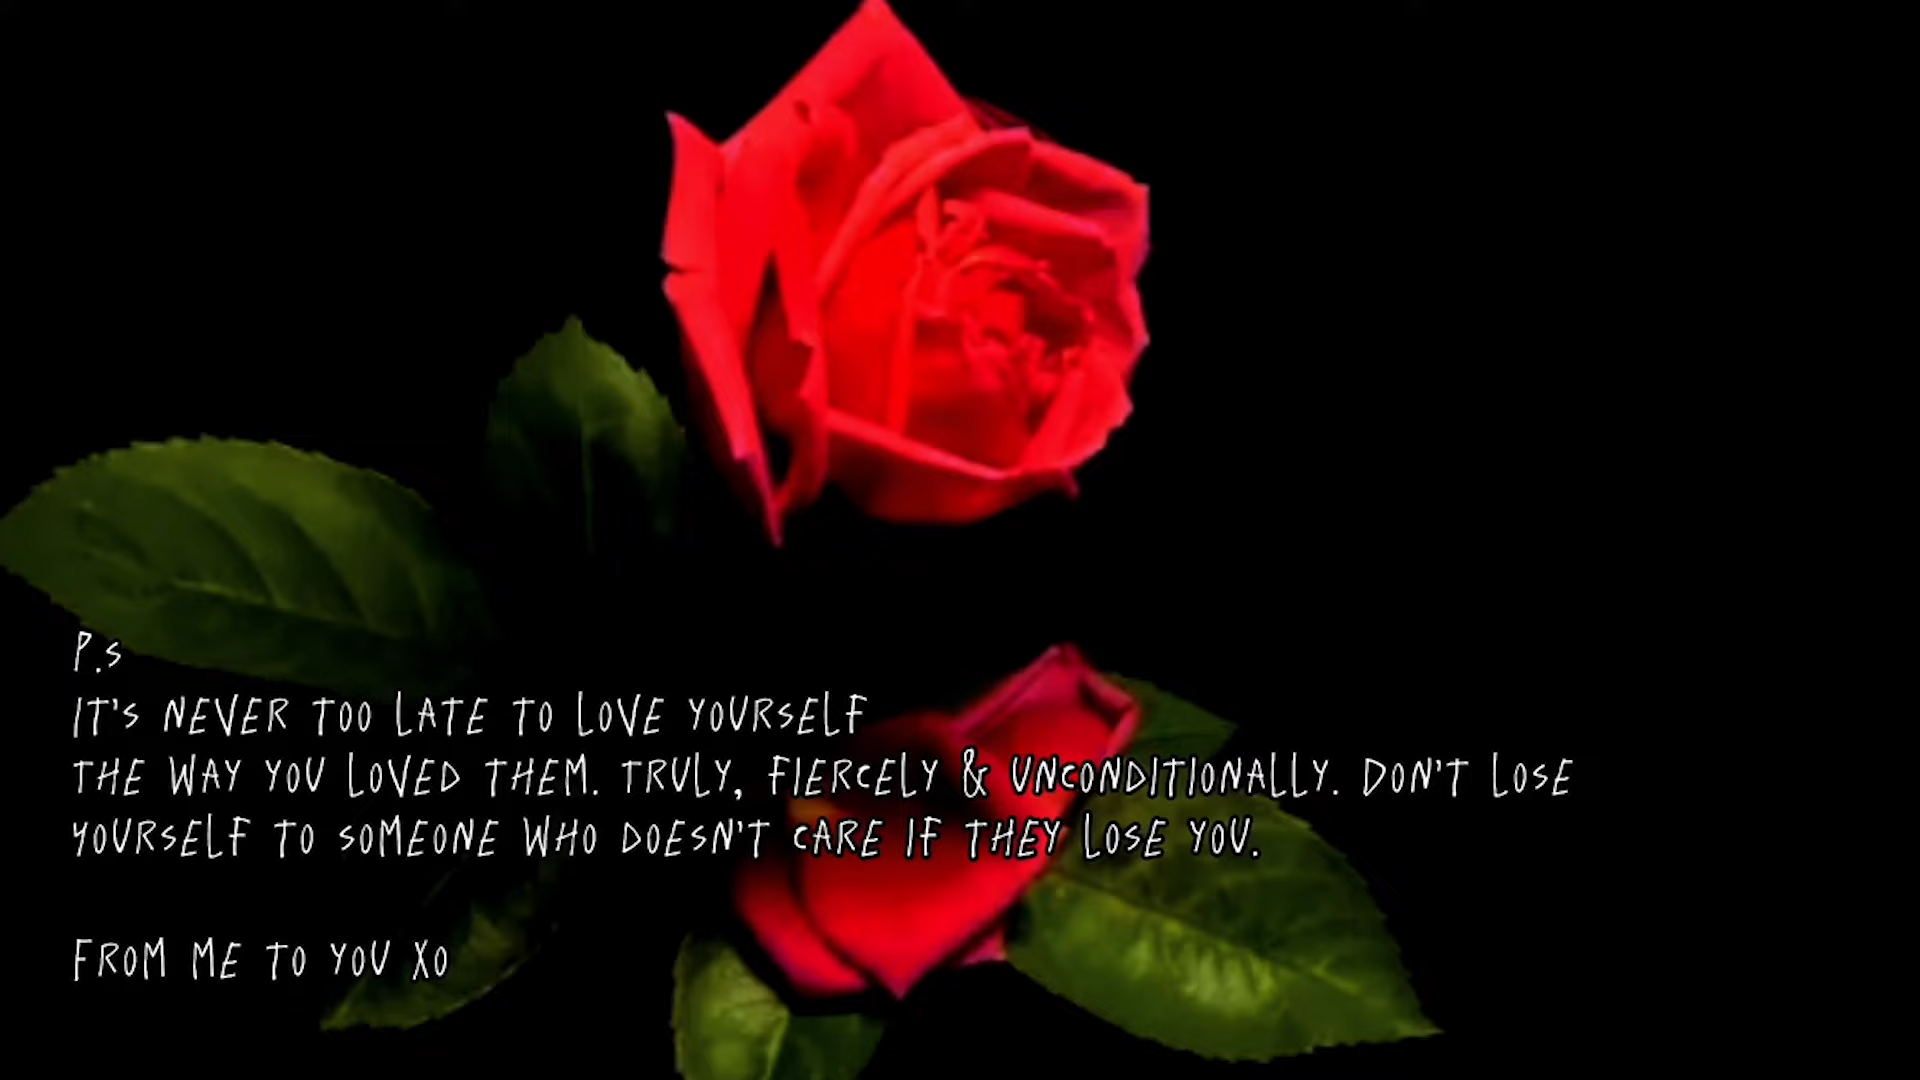 P.s
IT'S NEVER TOO LATE TO LOVE YOURSELF
THE WAY YOU LOVED THEM. TRULY, FIERCELY & UNCONDITIONALLY. DON'T LOSE
YOURSELF TO SOMEONE WHO DOESN'T CARE IF THEY LOSE YOU.
FROM ME TO YOU XO